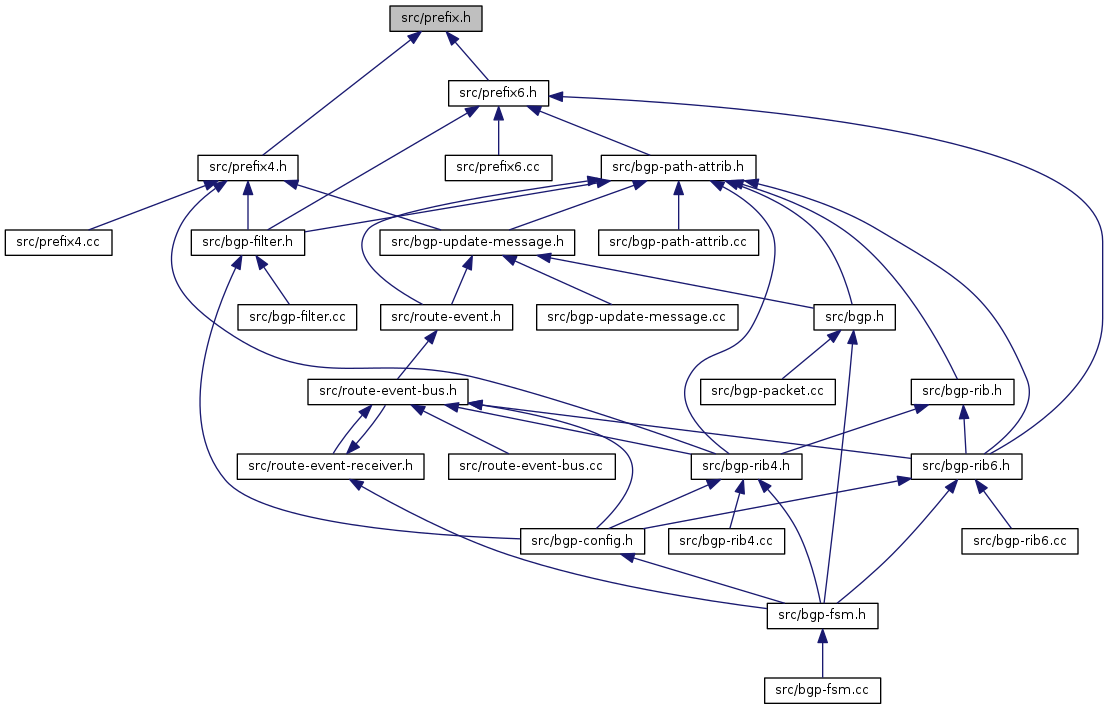 src/prefix.h
src/prefix6.h
src/prefix4.h
src/prefix6.cc
src/bgp-path-attrib.h
src/prefix4.cc
src/bgp-filter.h
src/bgp-update-message.h
src/bgp-path-attrib.cc
src/bgp-filter.cc
src/route-event.h
src/bgp-update-message.cc
src/bgp.h
src/route-event-bus.h
src/bgp-packet.cc
src/bgp-rib.h
src/route-event-receiver.h
src/route-event-bus.cc
src/bgp-rib4.h
src/bgp-rib6.h
src/bgp-config.h
src/bgp-rib4.cc
src/bgp-rib6.cc
src/bgp-fsm.h
src/bgp-fsm.cc